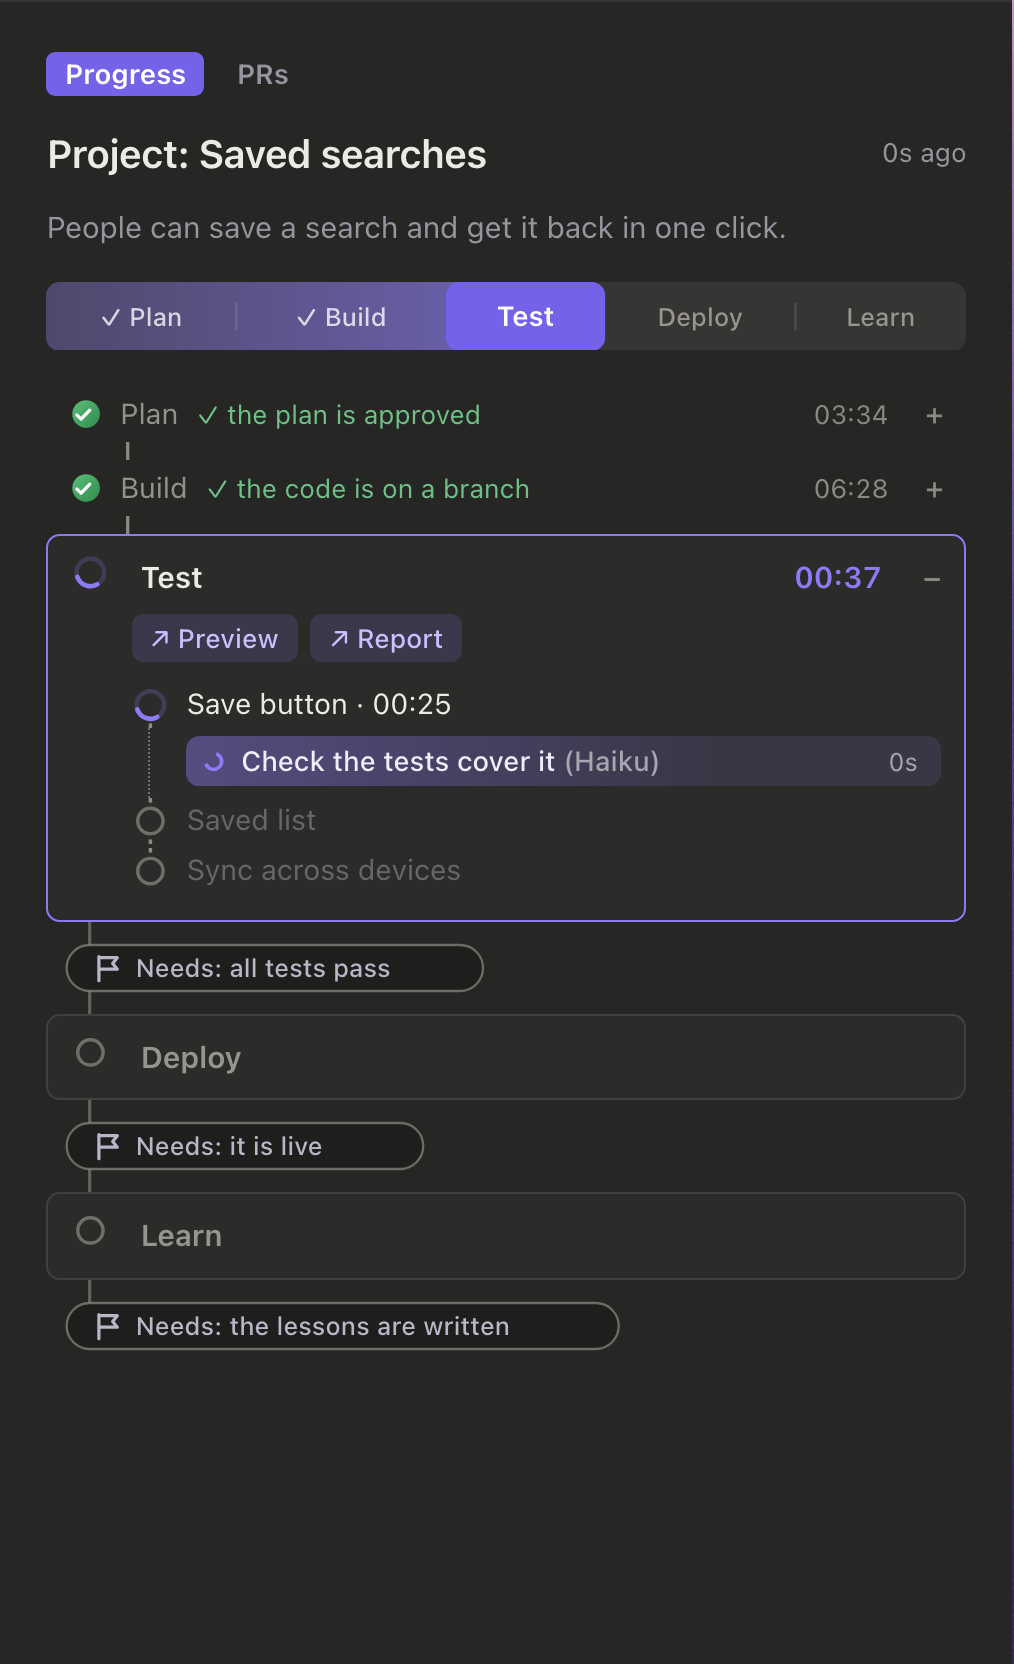 Progress PRs
Project: Saved searches 0s ago
People can save a search and get it back in one click.
✓ Plan ✓ Build Test Deploy Learn
Plan ✓ the plan is approved 03:34 +
Build ✓ the code is on a branch 06:28 +
Test 00:37 –
↗ Preview ↗ Report
Save button · 00:25
Check the tests cover it (Haiku) 0s
Saved list
Sync across devices
Needs: all tests pass
Deploy
Needs: it is live
Learn
Needs: the lessons are written